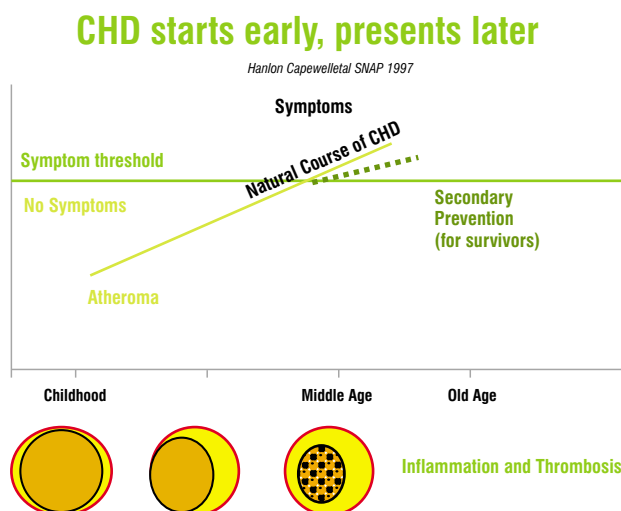 CHD starts early, presents later
Hanlon Capewelletal SNAP 1997
Symptoms
Natural Course of CHD
Symptom threshold
No Symptoms
Secondary
Prevention
(for survivors)
Atheroma
Childhood
Middle Age
Old Age
Inflammation and Thrombosis